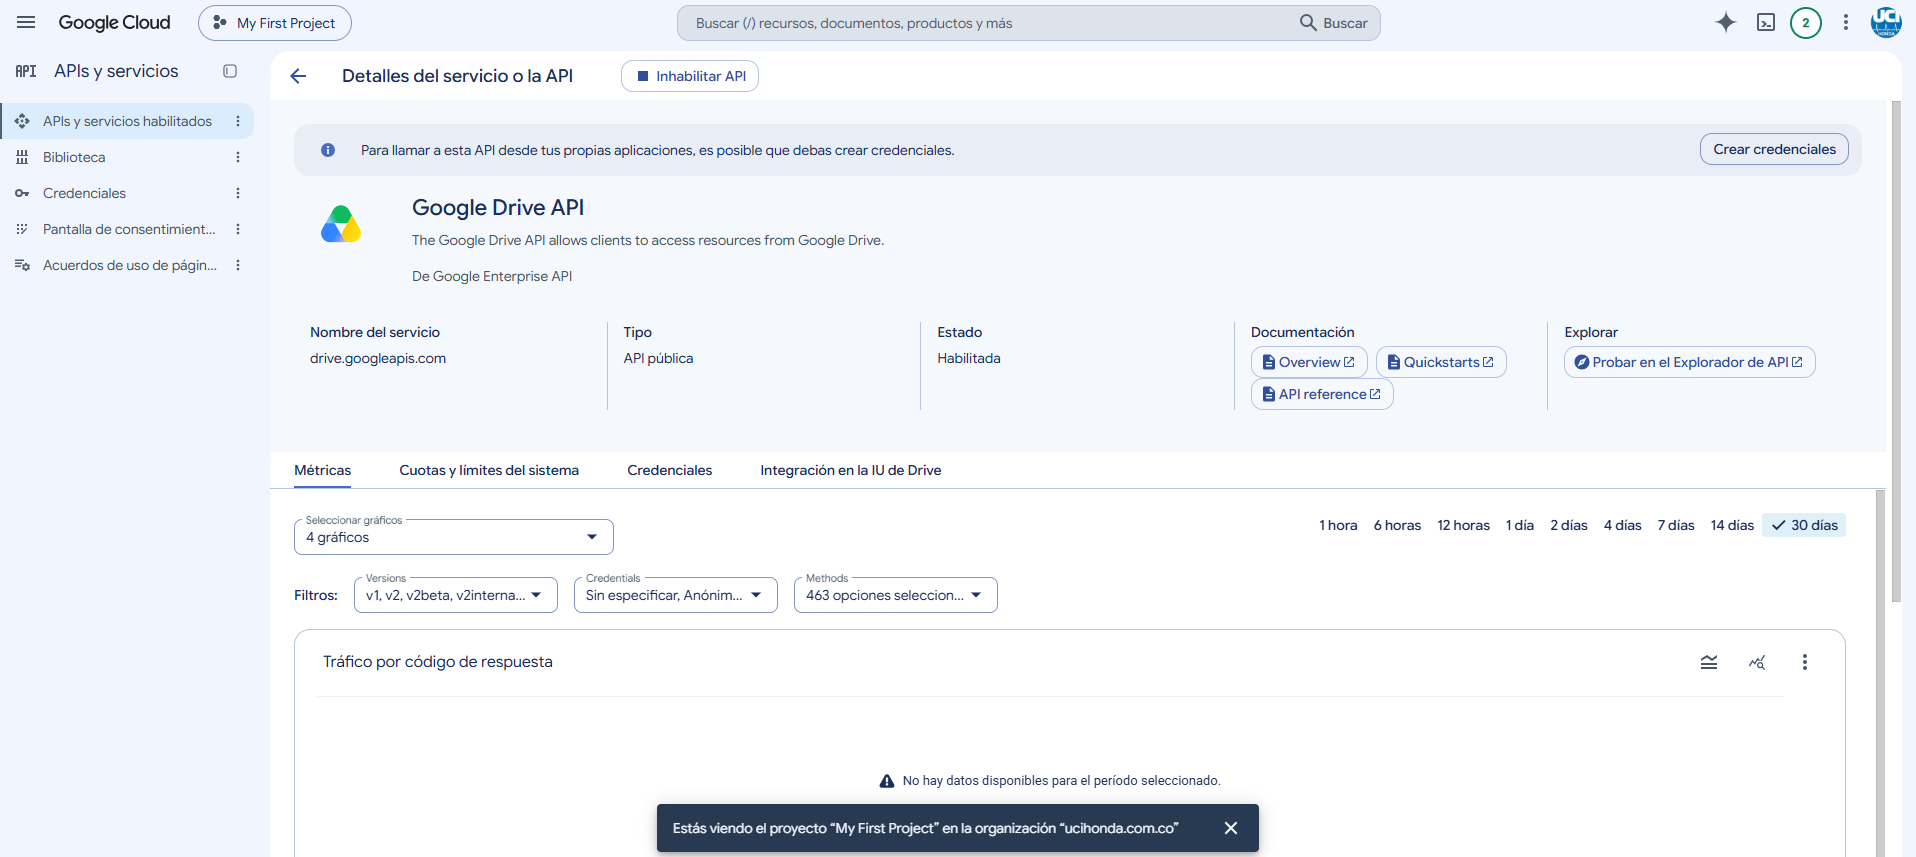 Google Cloud
My First Project
Buscar (/) recursos, documentos, productos y más
Buscar
2
UCI
HONDA
API
APIs y servicios
Detalles del servicio o la API
Inhabilitar API
APIs y servicios habilitados
Biblioteca
Credenciales
Pantalla de consentimient...
Acuerdos de uso de págin...
Para llamar a esta API desde tus propias aplicaciones, es posible que debas crear credenciales.
Crear credenciales
Google Drive API
The Google Drive API allows clients to access resources from Google Drive.
De Google Enterprise API
Nombre del servicio
drive.googleapis.com
Tipo
API pública
Estado
Habilitada
Documentación
Overview
Quickstarts
API reference
Explorar
Probar en el Explorador de API
Métricas
Cuotas y límites del sistema
Credenciales
Integración en la IU de Drive
Seleccionar gráficos
4 gráficos
1 hora
6 horas
12 horas
1 día
2 días
4 días
7 días
14 días
30 días
Filtros:
Versions
v1, v2, v2beta, v2interna...
Credentials
Sin especificar, Anónim...
Methods
463 opciones seleccion...
Tráfico por código de respuesta
No hay datos disponibles para el período seleccionado.
Estás viendo el proyecto “My First Project” en la organización “ucihonda.com.co”